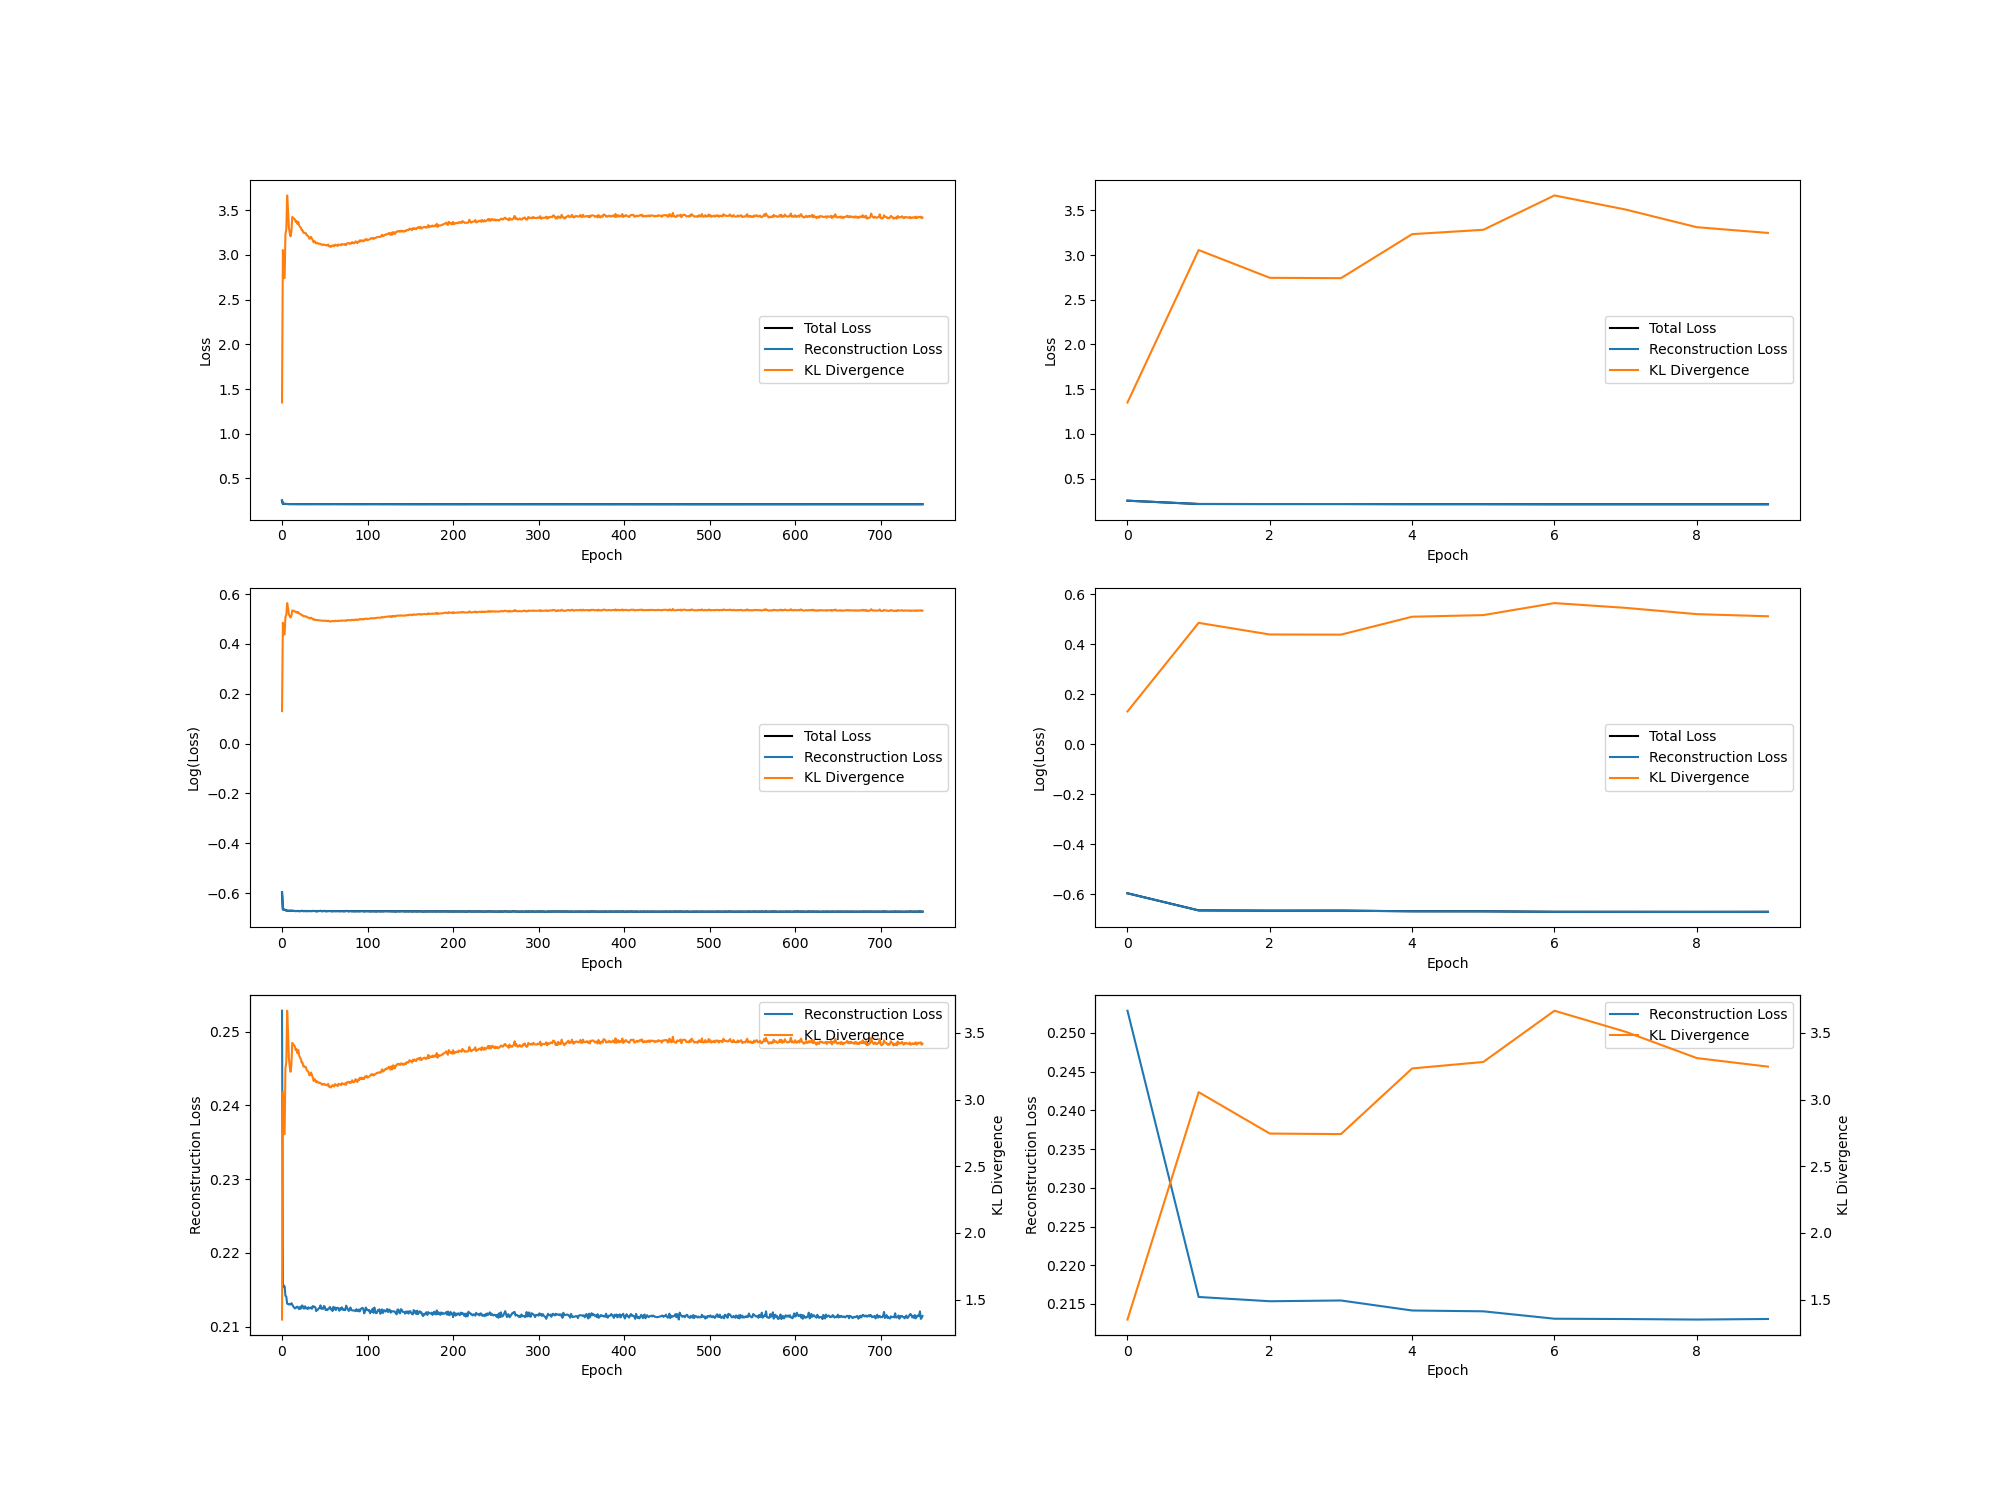 3.5
3.0
2.5
2.0
1.5
1.0
0.5
Loss
Total Loss
Reconstruction Loss
KL Divergence
0 100 200 300 400 500 600 700
Epoch
3.5
3.0
2.5
2.0
1.5
1.0
0.5
Loss
Total Loss
Reconstruction Loss
KL Divergence
0 2 4 6 8
Epoch
0.6
0.4
0.2
0.0
−0.2
−0.4
−0.6
Log(Loss)
Total Loss
Reconstruction Loss
KL Divergence
0 100 200 300 400 500 600 700
Epoch
0.6
0.4
0.2
0.0
−0.2
−0.4
−0.6
Log(Loss)
Total Loss
Reconstruction Loss
KL Divergence
0 2 4 6 8
Epoch
0.25
0.24
0.23
0.22
0.21
Reconstruction Loss
Reconstruction Loss
KL Divergence
3.5
3.0
2.5
2.0
1.5
KL Divergence
0 100 200 300 400 500 600 700
Epoch
0.250
0.245
0.240
0.235
0.230
0.225
0.220
0.215
Reconstruction Loss
Reconstruction Loss
KL Divergence
3.5
3.0
2.5
2.0
1.5
KL Divergence
0 2 4 6 8
Epoch